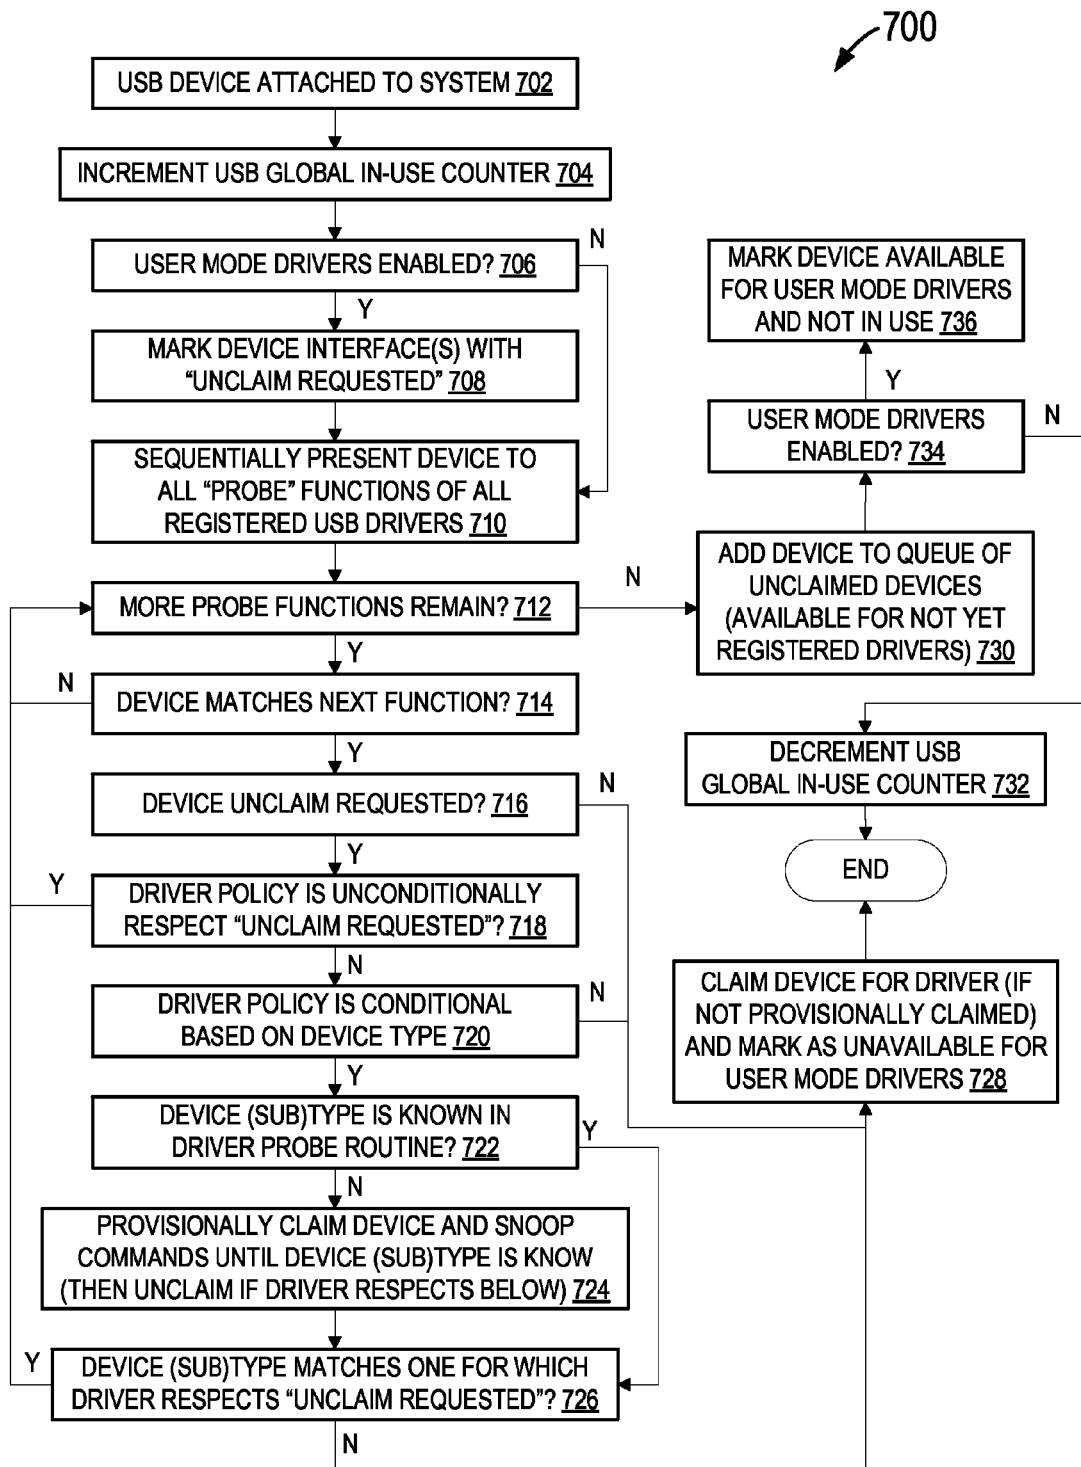 700
USB DEVICE ATTACHED TO SYSTEM 702
INCREMENT USB GLOBAL IN-USE COUNTER 704
USER MODE DRIVERS ENABLED? 706
N
Y
MARK DEVICE INTERFACE(S) WITH
“UNCLAIM REQUESTED” 708
SEQUENTIALLY PRESENT DEVICE TO
ALL “PROBE” FUNCTIONS OF ALL
REGISTERED USB DRIVERS 710
MORE PROBE FUNCTIONS REMAIN? 712
N
Y
DEVICE MATCHES NEXT FUNCTION? 714
N
Y
DEVICE UNCLAIM REQUESTED? 716
N
Y
DRIVER POLICY IS UNCONDITIONALLY
RESPECT “UNCLAIM REQUESTED”? 718
Y
N
DRIVER POLICY IS CONDITIONAL
BASED ON DEVICE TYPE 720
N
Y
DEVICE (SUB)TYPE IS KNOWN IN
DRIVER PROBE ROUTINE? 722
Y
N
PROVISIONALLY CLAIM DEVICE AND SNOOP
COMMANDS UNTIL DEVICE (SUB)TYPE IS KNOW
(THEN UNCLAIM IF DRIVER RESPECTS BELOW) 724
DEVICE (SUB)TYPE MATCHES ONE FOR WHICH
DRIVER RESPECTS “UNCLAIM REQUESTED”? 726
Y
N
MARK DEVICE AVAILABLE
FOR USER MODE DRIVERS
AND NOT IN USE 736
Y
USER MODE DRIVERS
ENABLED? 734
N
ADD DEVICE TO QUEUE OF
UNCLAIMED DEVICES
(AVAILABLE FOR NOT YET
REGISTERED DRIVERS) 730
DECREMENT USB
GLOBAL IN-USE COUNTER 732
END
CLAIM DEVICE FOR DRIVER (IF
NOT PROVISIONALLY CLAIMED)
AND MARK AS UNAVAILABLE FOR
USER MODE DRIVERS 728